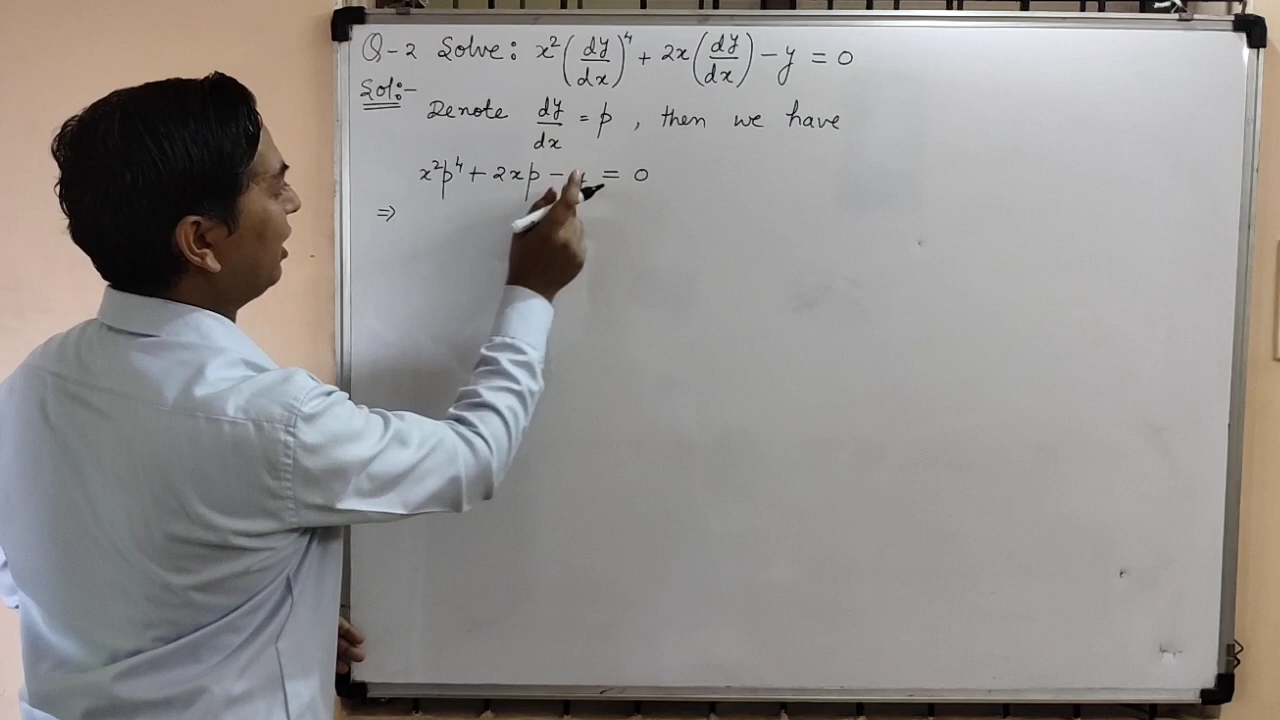 Q-2 Solve: x²(dy/dx)⁴ + 2x(dy/dx) - y = 0
Sol:-
Denote dy/dx = p, then we have
x²p⁴ + 2xp - = 0
⇒